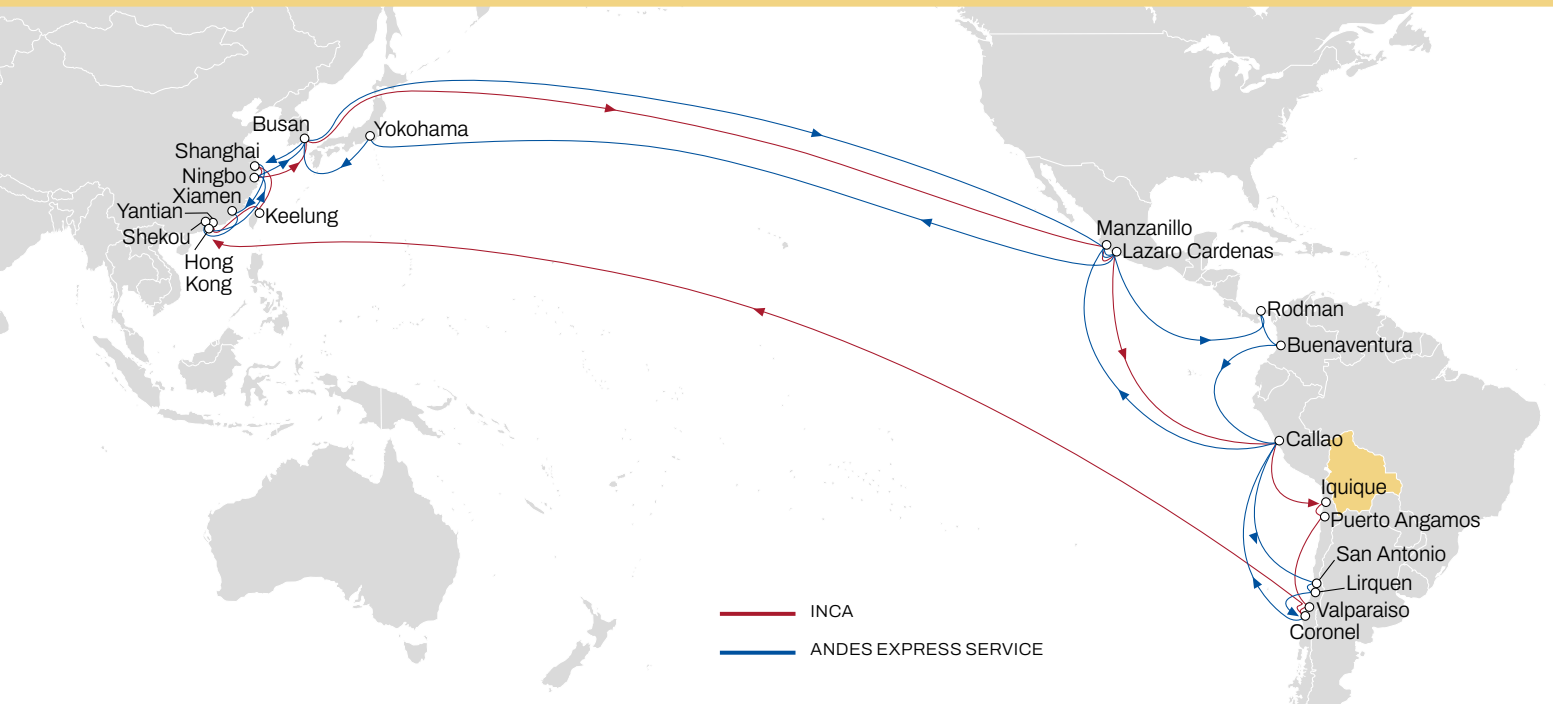 Busan
Yokohama
Shanghai
Ningbo
Xiamen
Yantian
Keelung
Shekou
Hong
Kong
Manzanillo
Lazaro Cardenas
Rodman
Buenaventura
Callao
Iquique
Puerto Angamos
San Antonio
Lirquen
Valparaiso
Coronel
INCA
ANDES EXPRESS SERVICE